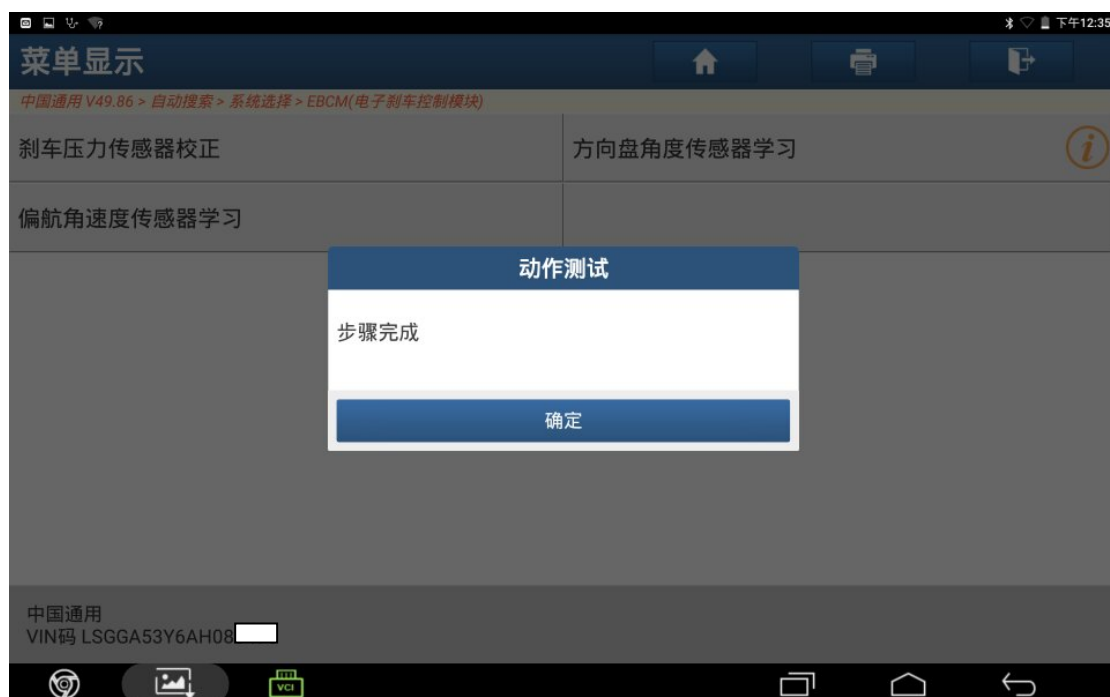 下午12:35
菜单显示
中国通用 V49.86 > 自动搜索 > 系统选择 > EBCM(电子刹车控制模块)
刹车压力传感器校正
方向盘角度传感器学习
i
偏航角速度传感器学习
动作测试
步骤完成
确定
中国通用
VIN码 LSGGA53Y6AH08
VCI